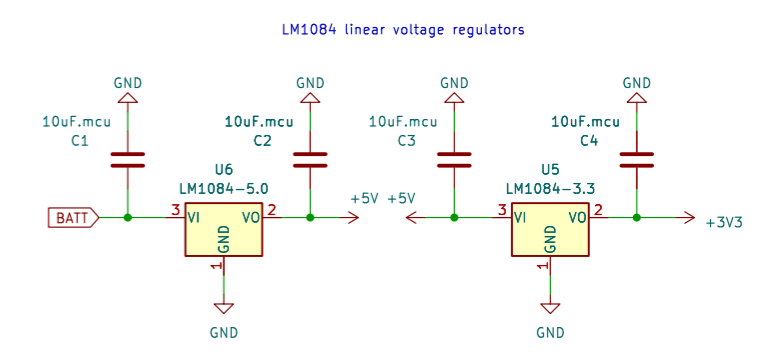 LM1084 linear voltage regulators
GND
GND
GND
GND
10uF.mcu
C1
10uF.mcu
C2
10uF.mcu
C3
10uF.mcu
C4
U6
LM1084-5.0
U5
LM1084-3.3
BATT
3
VI
VO
2
GND
1
+5V
+5V
3
VI
VO
2
GND
1
+3V3
GND
GND